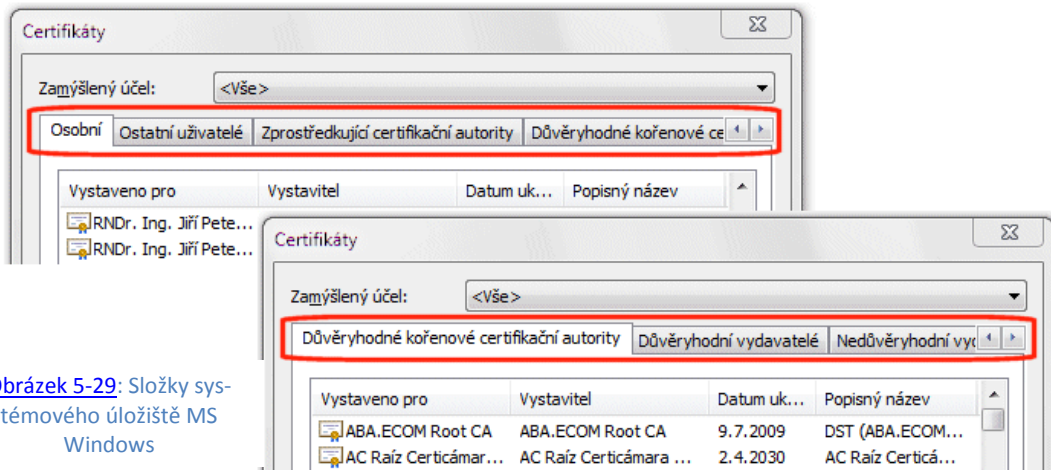 Certifikáty
Zamýšlený účel: <Vše>
Osobní Ostatní uživatelé Zprostředkující certifikační autority Důvěryhodné kořenové ce
Vystaveno pro Vystavitel Datum uk... Popisný název
RNDr. Ing. Jiří Pete...
RNDr. Ing. Jiří Pete...
Certifikáty
Zamýšlený účel: <Vše>
Důvěryhodné kořenové certifikační autority Důvěryhodní vydavatelé Nedůvěryhodní vyd
Vystaveno pro Vystavitel Datum uk... Popisný název
ABA.ECOM Root CA ABA.ECOM Root CA 9.7.2009 DST (ABA.ECOM...
AC Raíz Certicámar... AC Raíz Certicámara ... 2.4.2030 AC Raíz Certicá...
Obrázek 5-29: Složky sys-
témového úložiště MS
Windows